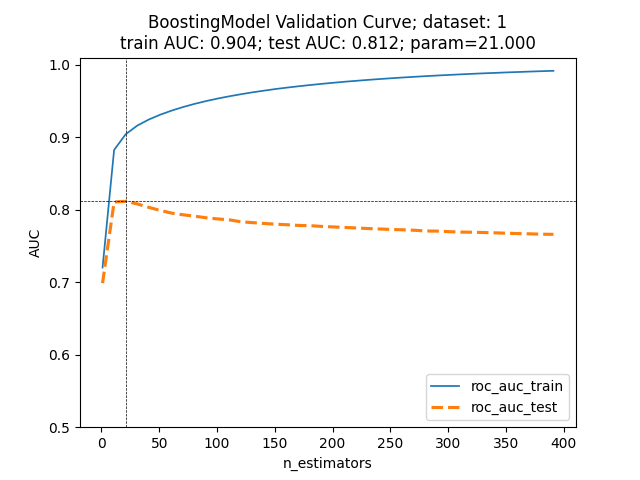 BoostingModel Validation Curve; dataset: 1
train AUC: 0.904; test AUC: 0.812; param=21.000
1.0
0.9
0.8
0.7
0.6
0.5
AUC
0
50
100
150
200
250
300
350
400
n_estimators
roc_auc_train
roc_auc_test